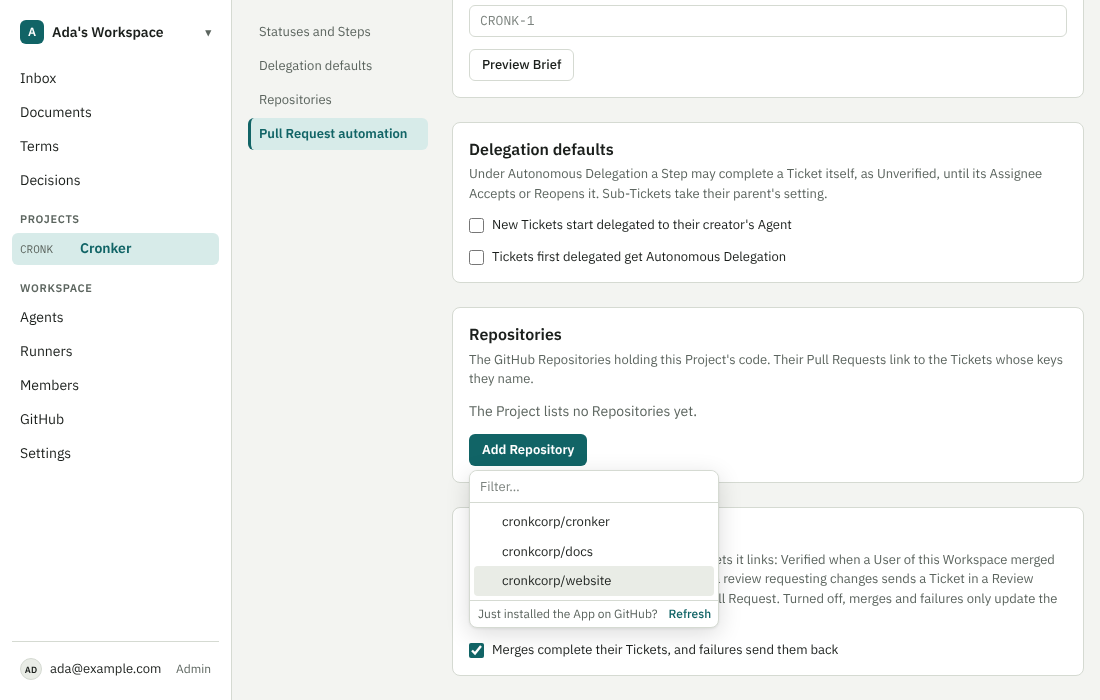 A Ada's Workspace ▾
Inbox
Documents
Terms
Decisions
PROJECTS
CRONK Cronker
WORKSPACE
Agents
Runners
Members
GitHub
Settings
AD ada@example.com Admin
Statuses and Steps
Delegation defaults
Repositories
Pull Request automation
CRONK-1
Preview Brief
Delegation defaults
Under Autonomous Delegation a Step may complete a Ticket itself, as Unverified, until its Assignee
Accepts or Reopens it. Sub-Tickets take their parent's setting.
New Tickets start delegated to their creator's Agent
Tickets first delegated get Autonomous Delegation
Repositories
The GitHub Repositories holding this Project's code. Their Pull Requests link to the Tickets whose keys
they name.
The Project lists no Repositories yet.
Add Repository
Filter...
cronkcorp/cronker
cronkcorp/docs
cronkcorp/website
Just installed the App on GitHub? Refresh
it links: Verified when a User of this Workspace merged
review requesting changes sends a Ticket in a Review
Request. Turned off, merges and failures only update the
Merges complete their Tickets, and failures send them back